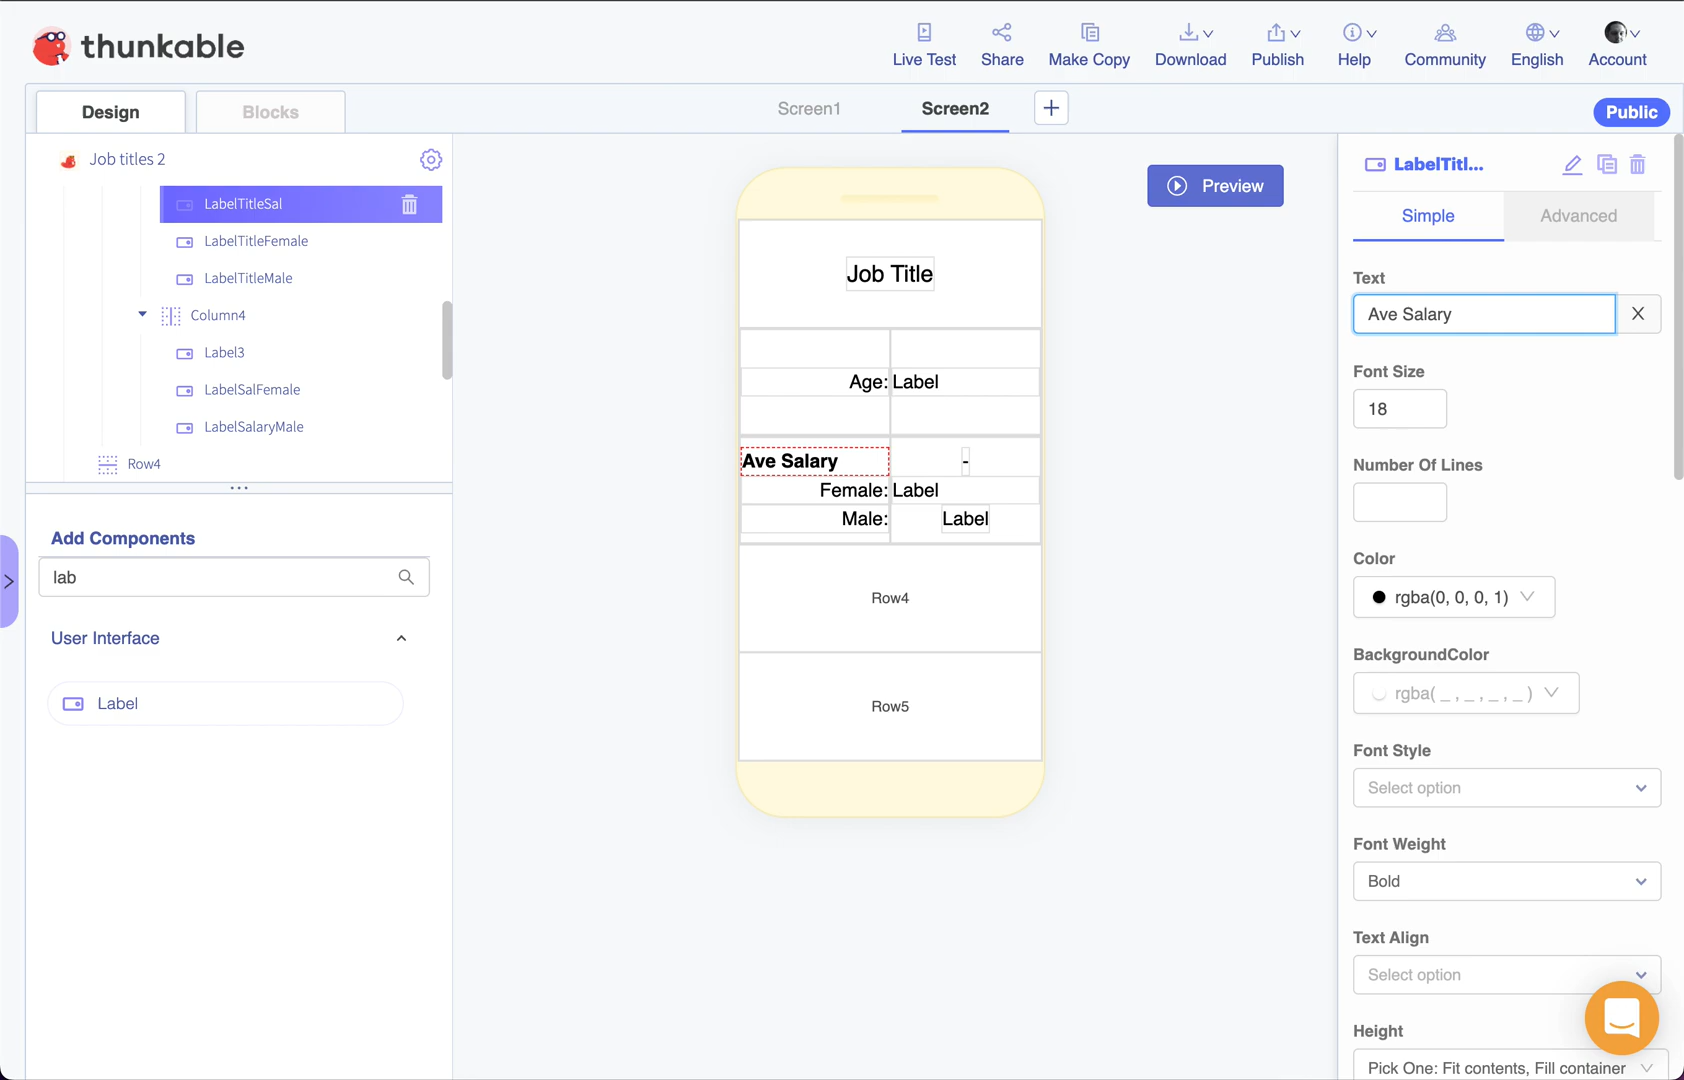 thunkable
Live Test
Share
Make Copy
Download
Publish
Help
Community
English
Account
Design
Blocks
Screen1
Screen2
+
Public
Job titles 2
LabelTitleSal
LabelTitleFemale
LabelTitleMale
Column4
Label3
LabelSalFemale
LabelSalaryMale
Row4
Add Components
lab
User Interface
Label
Preview
Job Title
Age: Label
Ave Salary -
Female: Label
Male: Label
Row4
Row5
LabelTitl...
Simple
Advanced
Text
Ave Salary
X
Font Size
18
Number Of Lines
Color
rgba(0, 0, 0, 1)
BackgroundColor
rgba( _ , _ , _ , _ )
Font Style
Select option
Font Weight
Bold
Text Align
Select option
Height
Pick One: Fit contents, Fill container